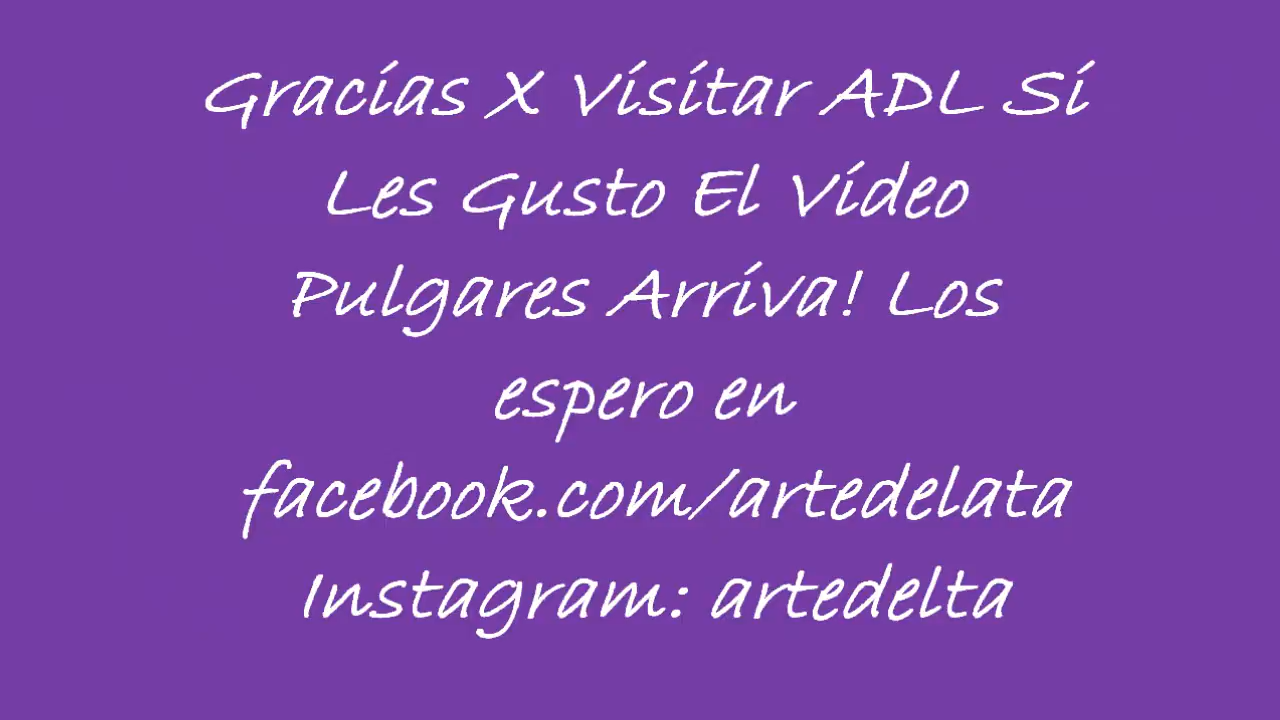 Gracias X Visitar ADL Si
Les Gusto El Video
Pulgares Arriva! Los
espero en
facebook.com/artedelata
Instagram: artedelta